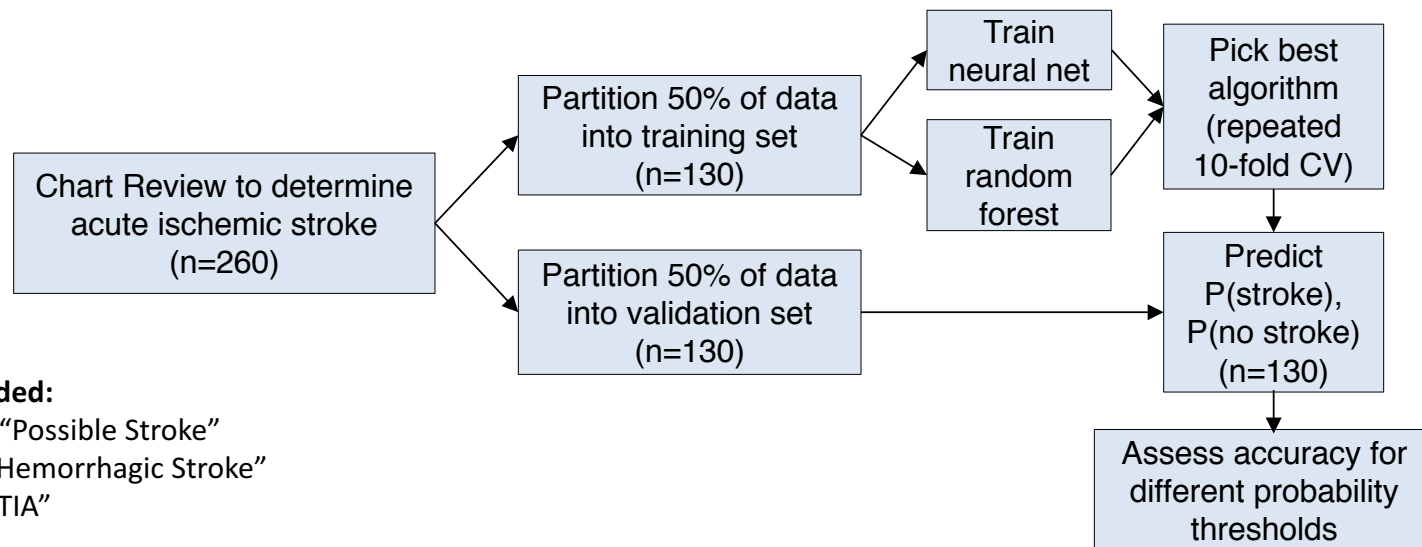 Chart Review to determine
acute ischemic stroke
(n=260)
Partition 50% of data
into training set
(n=130)
Partition 50% of data
into validation set
(n=130)
Train
neural net
Train
random
forest
Pick best
algorithm
(repeated
10-fold CV)
Predict
P(stroke),
P(no stroke)
(n=130)
Assess accuracy for
different probability
thresholds
ded:
“Possible Stroke”
Hemorrhagic Stroke”
TIA”